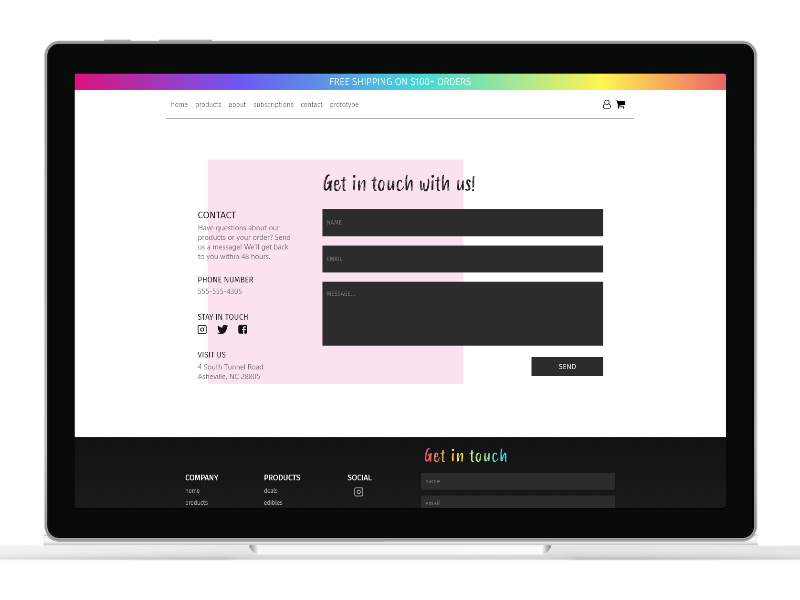 FREE SHIPPING ON $100+ ORDERS
home products about subscriptions contact prototype
Get in touch with us!
CONTACT
Have questions about our
products or your order? Send
us a message! We'll get back
to you within 48 hours.
PHONE NUMBER
555-555-4305
STAY IN TOUCH
VISIT US
4 South Tunnel Road
Asheville, NC 28805
NAME
EMAIL
MESSAGE...
SEND
COMPANY
home
products
PRODUCTS
deals
edibles
SOCIAL
Get in touch
name
email